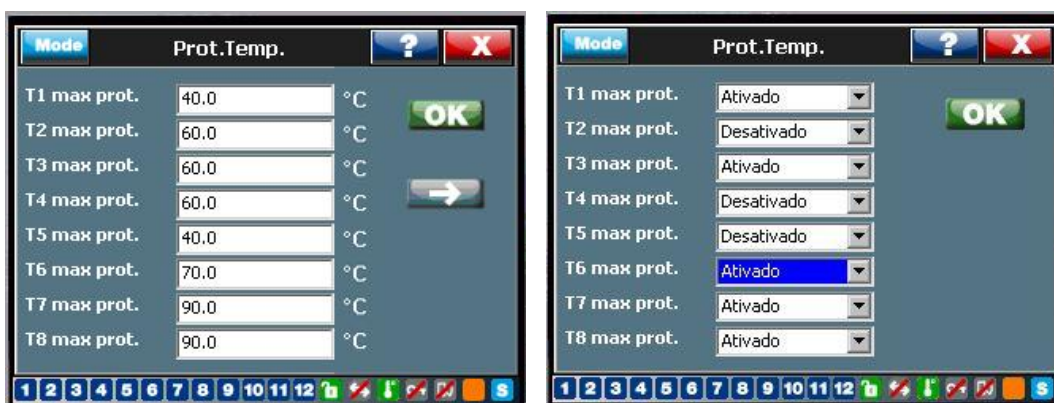 Mode Prot.Temp. ? X
T1 max prot. 40.0 °C OK
T2 max prot. 60.0 °C
T3 max prot. 60.0 °C
T4 max prot. 60.0 °C
T5 max prot. 40.0 °C
T6 max prot. 70.0 °C
T7 max prot. 90.0 °C
T8 max prot. 90.0 °C
1 2 3 4 5 6 7 8 9 10 11 12 S
Mode Prot.Temp. ? X
T1 max prot. Ativado OK
T2 max prot. Desativado
T3 max prot. Ativado
T4 max prot. Desativado
T5 max prot. Desativado
T6 max prot. Ativado
T7 max prot. Ativado
T8 max prot. Ativado
1 2 3 4 5 6 7 8 9 10 11 12 S